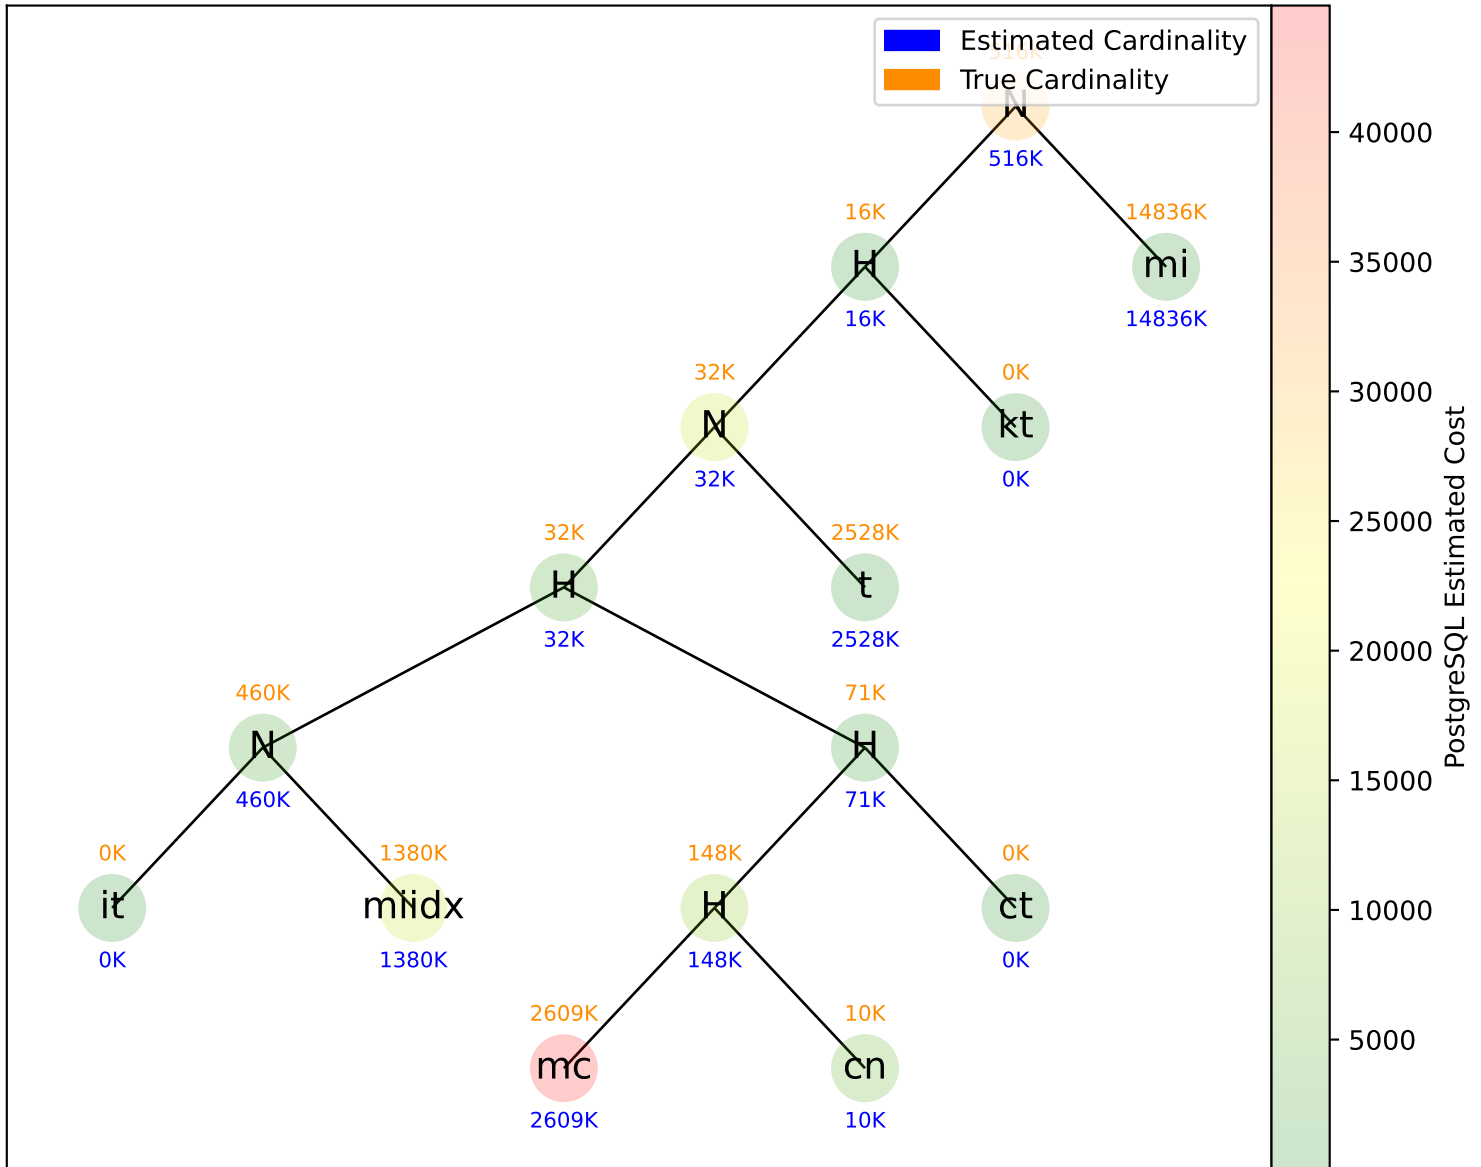 Estimated Cardinality
True Cardinality
516K
N
516K
16K
14836K
H
mi
16K
14836K
32K
0K
N
kt
32K
0K
32K
2528K
H
t
32K
2528K
460K
71K
N
H
460K
71K
0K
1380K
148K
0K
it
miidx
H
ct
0K
1380K
148K
0K
2609K
10K
mc
cn
2609K
10K
40000
35000
30000
25000
20000
15000
10000
5000
PostgreSQL Estimated Cost